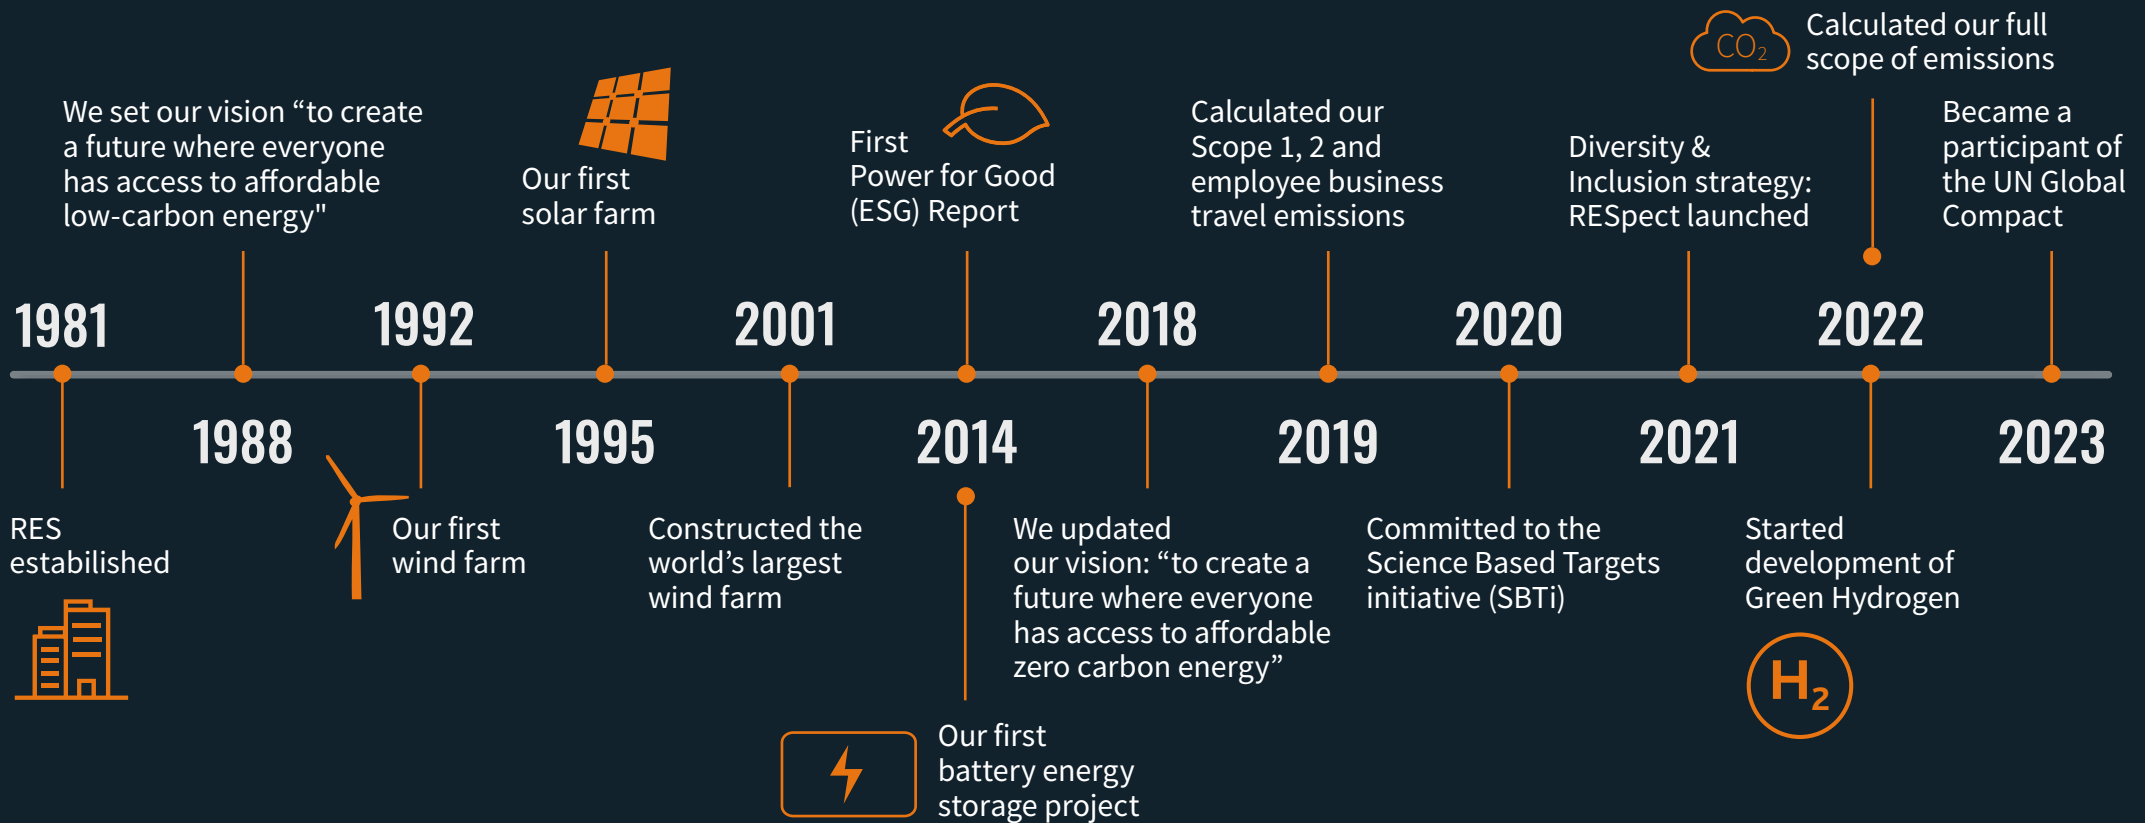 1981
RES
estabilished
We set our vision “to create
a future where everyone
has access to affordable
low-carbon energy"
1988
1992
Our first
wind farm
Our first
solar farm
1995
2001
Constructed the
world’s largest
wind farm
First
Power for Good
(ESG) Report
2014
Our first
battery energy
storage project
2018
We updated
our vision: “to create a
future where everyone
has access to affordable
zero carbon energy”
Calculated our
Scope 1, 2 and
employee business
travel emissions
2019
2020
Committed to the
Science Based Targets
initiative (SBTi)
Diversity &
Inclusion strategy:
RESpect launched
2021
CO₂
Calculated our full
scope of emissions
2022
Started
development of
Green Hydrogen
H₂
Became a
participant of
the UN Global
Compact
2023